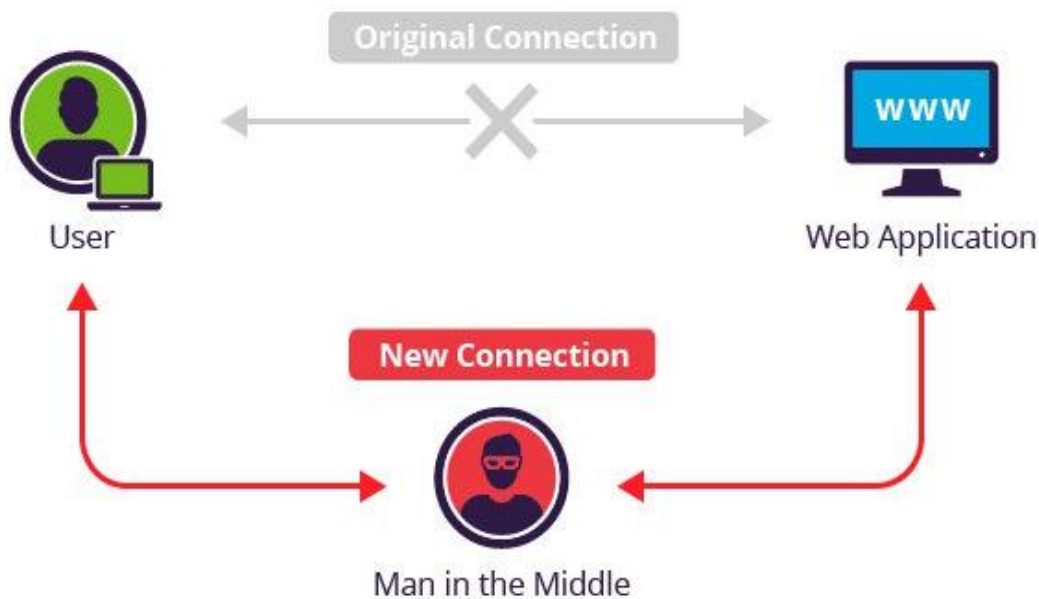 Original Connection
WWW
User
Web Application
New Connection
Man in the Middle